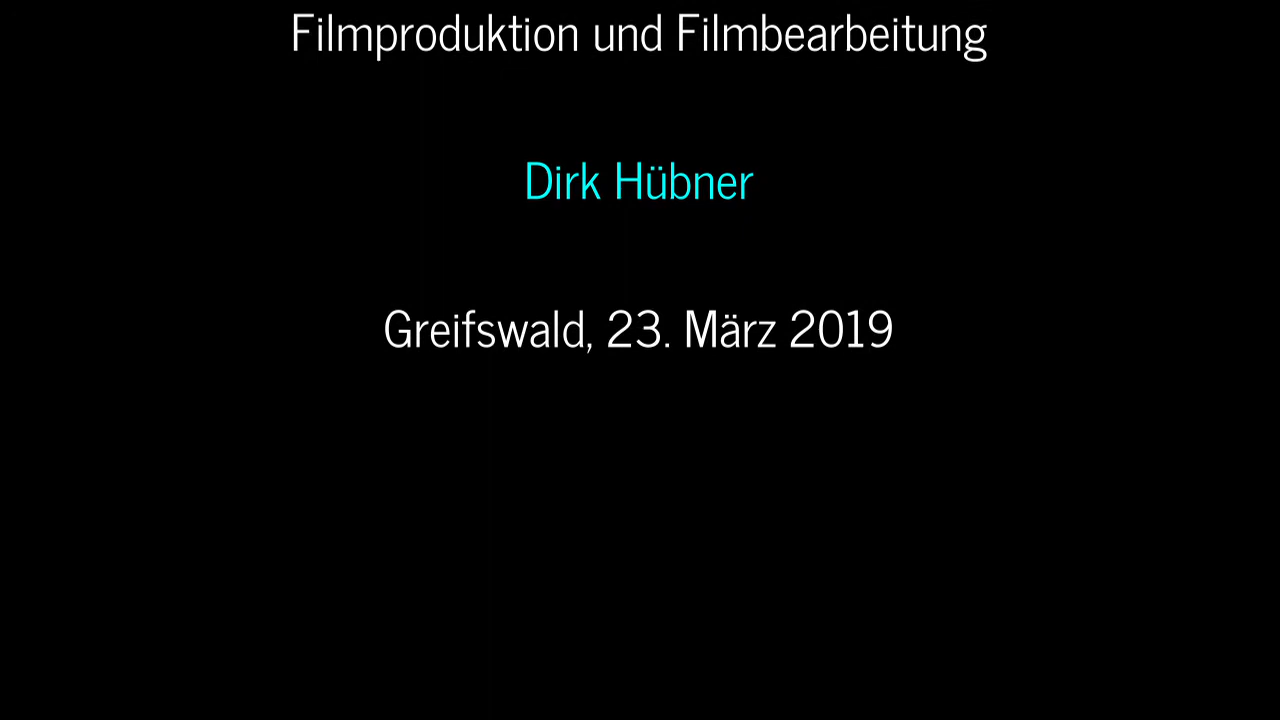 Filmproduktion und Filmbearbeitung
Dirk Hübner
Greifswald, 23. März 2019